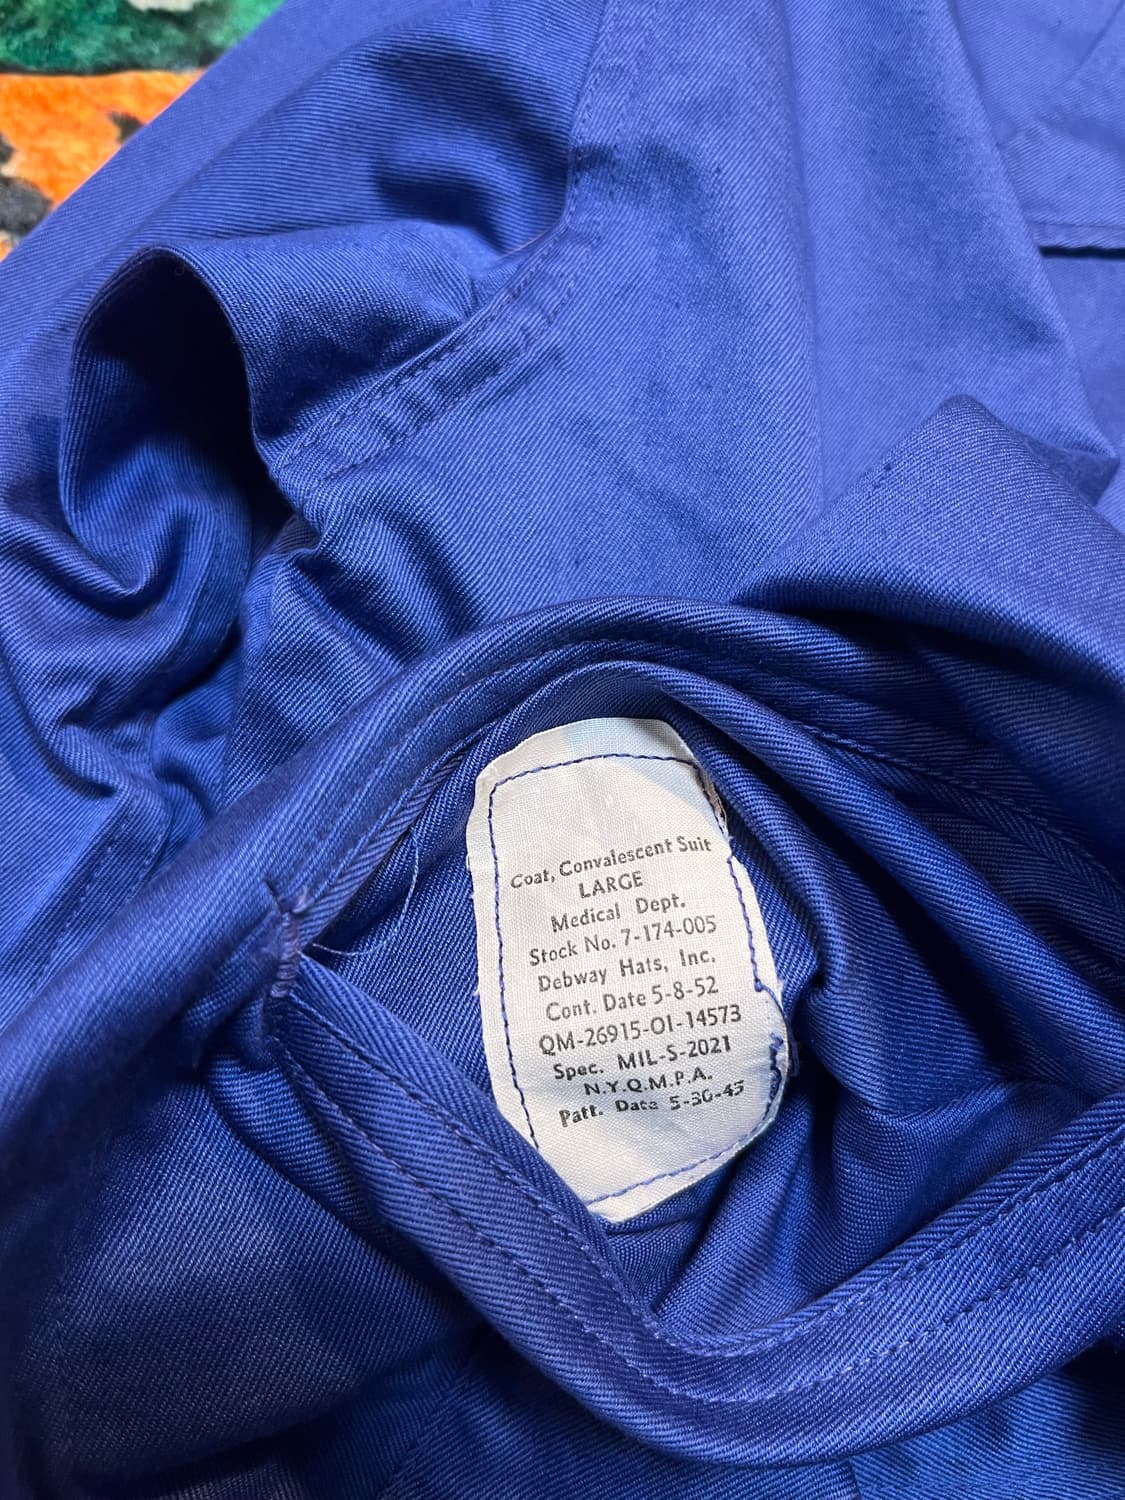 Coat, Convalescent Suit
LARGE
Medical Dept.
Stock No. 7-174-005
Debway Hats, Inc.
Cont. Date 5-8-52
QM-26915-OI-14573
Spec. MIL-S-2021
N.Y.Q.M.P.A.
Patt. Date 5-30-45